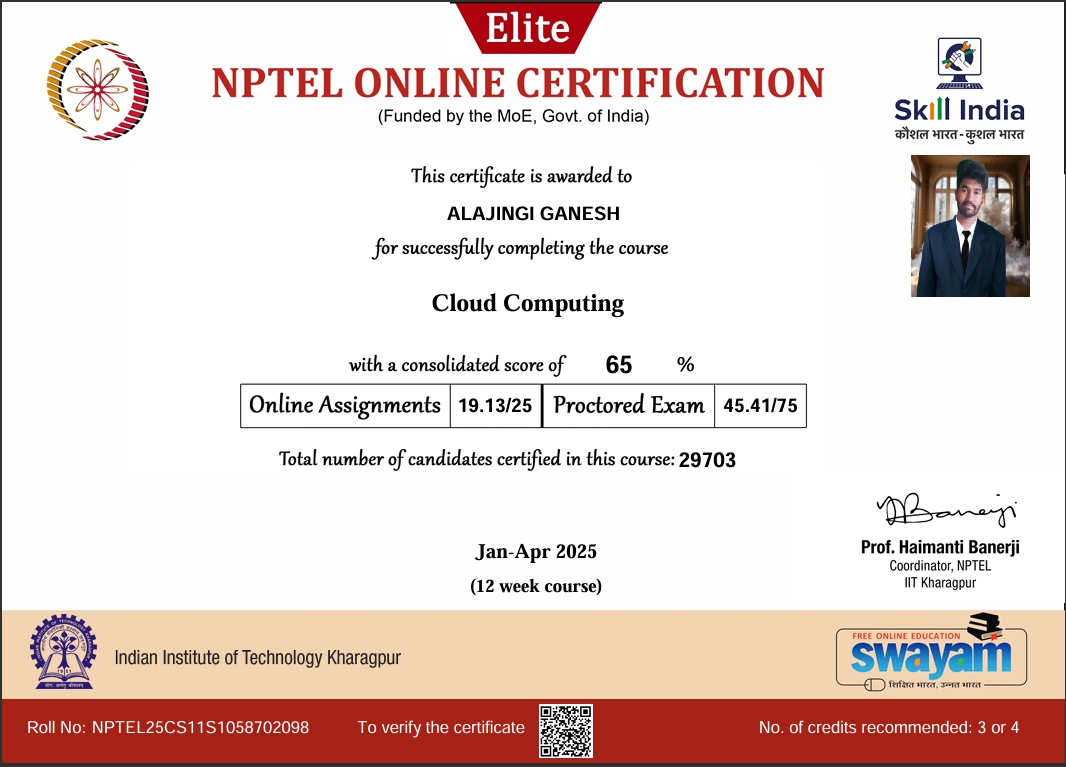 Elite
NPTEL ONLINE CERTIFICATION
(Funded by the MoE, Govt. of India)
Skill India
कौशल भारत - कुशल भारत
This certificate is awarded to
ALAJINGI GANESH
for successfully completing the course
Cloud Computing
with a consolidated score of 65 %
Online Assignments 19.13/25 Proctored Exam 45.41/75
Total number of candidates certified in this course: 29703
Jan-Apr 2025
(12 week course)
Prof. Haimanti Banerji
Coordinator, NPTEL
IIT Kharagpur
Indian Institute of Technology Kharagpur
FREE ONLINE EDUCATION
swayam
शिक्षित भारत, उन्नत भारत
Roll No: NPTEL25CS11S1058702098
To verify the certificate
No. of credits recommended: 3 or 4